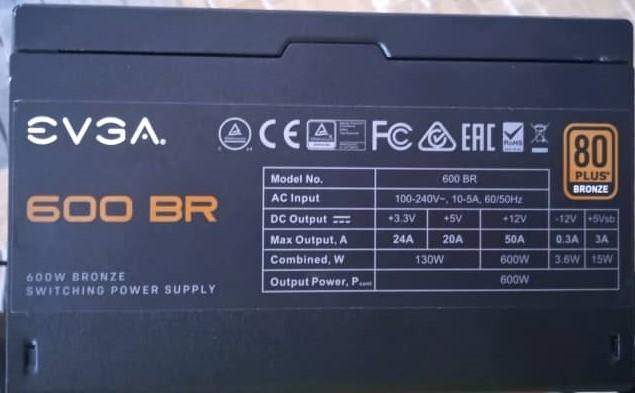 EVGA.
CE FC EAC RoHS
80
PLUS
BRONZE
600 BR
600W BRONZE
SWITCHING POWER SUPPLY
Model No. 600 BR
AC Input 100-240V~, 10-5A, 60/50Hz
DC Output +3.3V +5V +12V -12V +5Vsb
Max Output, A 24A 20A 50A 0.3A 3A
Combined, W 130W 600W 3.6W 15W
Output Power, Pcont 600W